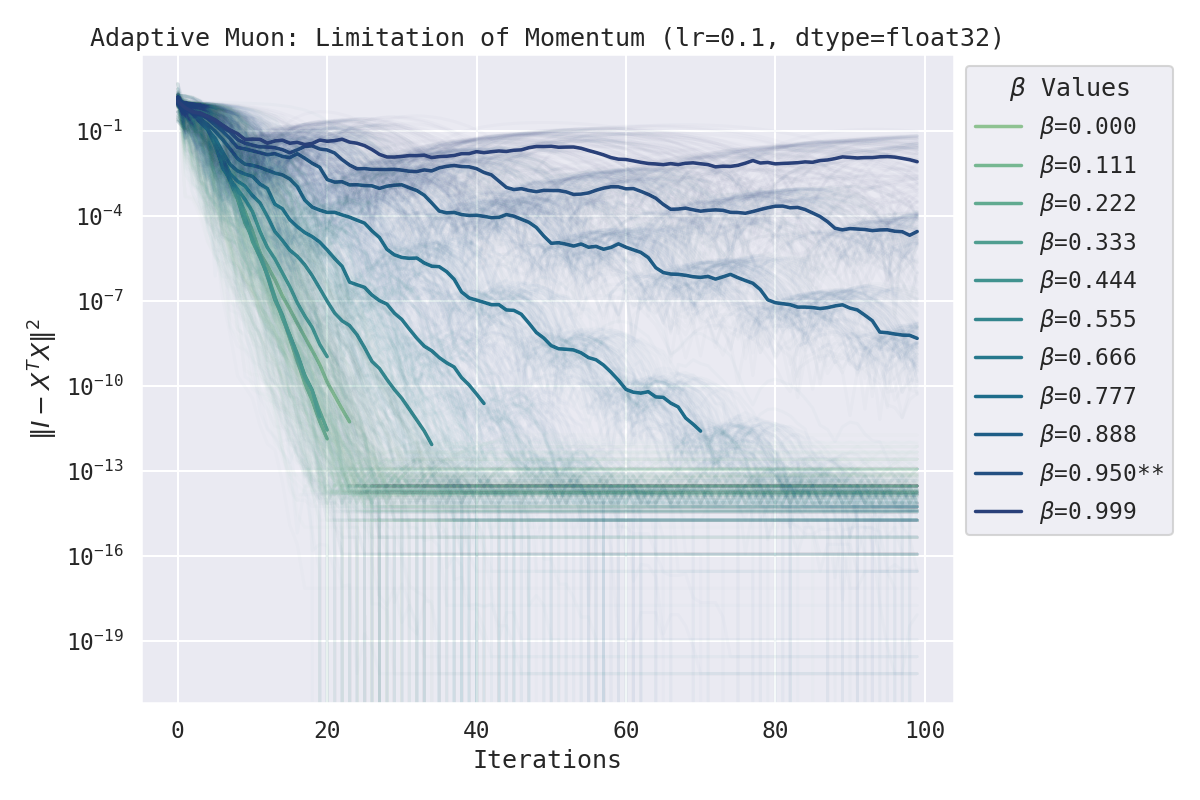 Adaptive Muon: Limitation of Momentum (lr=0.1, dtype=float32)
‖I − XᵀX‖²
10⁻¹
10⁻⁴
10⁻⁷
10⁻¹⁰
10⁻¹³
10⁻¹⁶
10⁻¹⁹
0 20 40 60 80 100
Iterations
β Values
β=0.000
β=0.111
β=0.222
β=0.333
β=0.444
β=0.555
β=0.666
β=0.777
β=0.888
β=0.950**
β=0.999